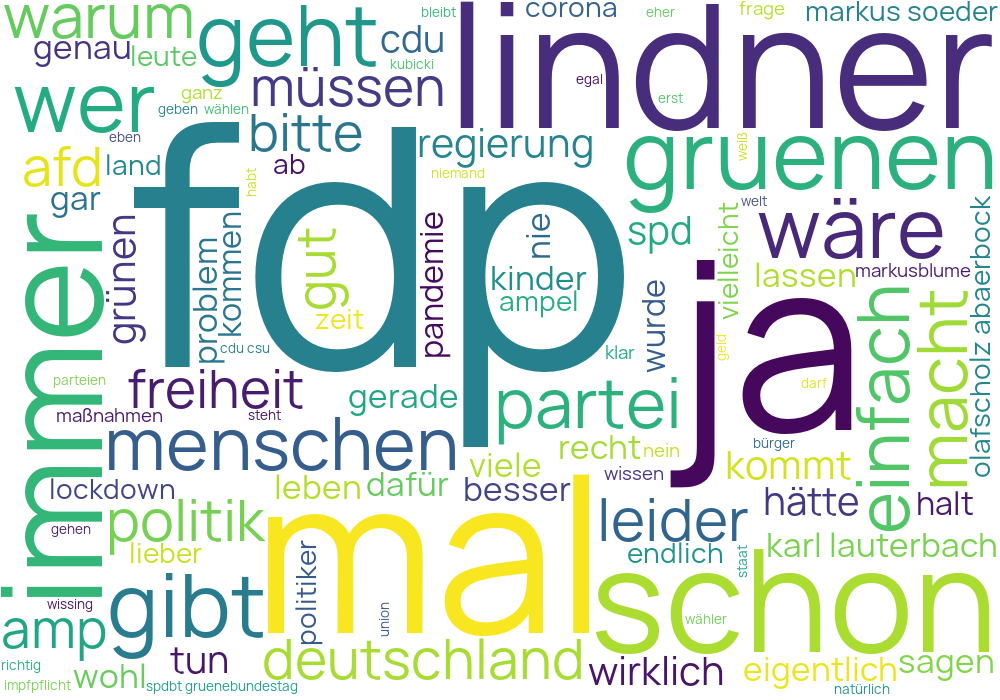 warum
geht
bleibt
lindner
corona
eher
frage
markus soeder
genau
leute
cdu
kubicki
wer
ganz
müssen
egal
erst
geben
wählen
eben
bitte
fdp
regierung
gruenen
weiß
afd
land
ab
habt
niemand
gar
grünen
problem
kommen
gut
pandemie
nie
spd
welt
wäre
vielleicht
olafscholz abaerbock
immer
kinder
ampel
zeit
wurde
lassen
markusblume
ja
einfach
macht
cdu csu
klar
geld
parteien
freiheit
gerade
partei
darf
maßnahmen
steht
menschen
recht
nein
bürger
viele
wissen
kommt
lockdown
leben
dafür
besser
hätte
halt
politik
mal
leider
gehen
lieber
politiker
endlich
staat
karl lauterbach
schon
wissing
gibt
union
wähler
amp
deutschland
tun
wirklich
eigentlich
sagen
richtig
wohl
impfpflicht
spdbt gruenebundestag
natürlich